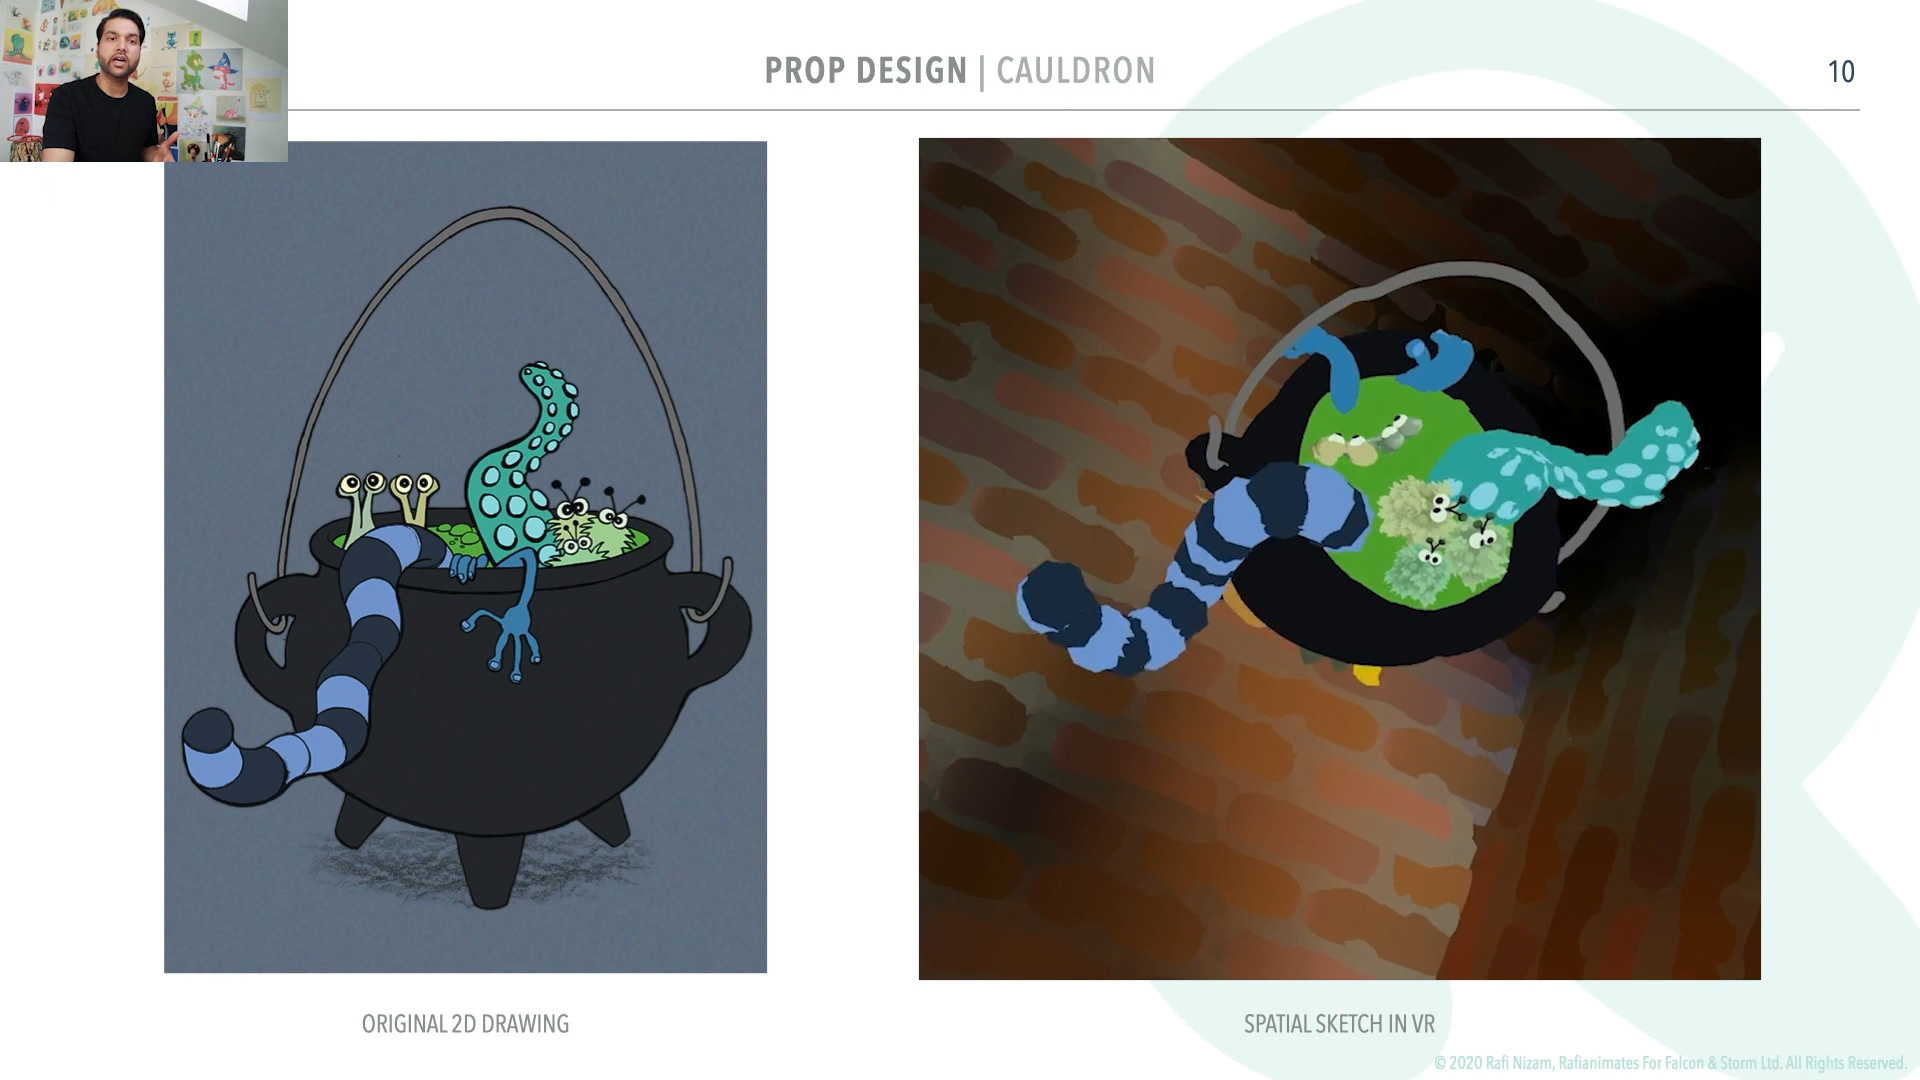 PROP DESIGN | CAULDRON
10
ORIGINAL 2D DRAWING
SPATIAL SKETCH IN VR
© 2020 Rafi Nizam, Rafianimates For Falcon & Storm Ltd. All Rights Reserved.